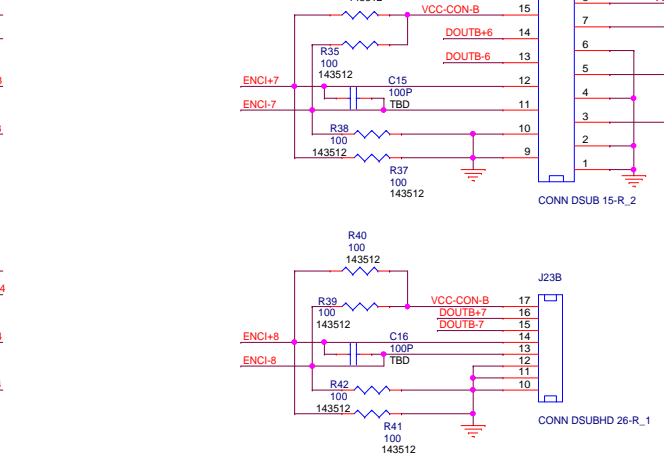 VCC-CON-B
15
7
DOUTB+6
14
R35
100
143512
6
DOUTB-6
13
5
ENCI+7
C15
100P
TBD
12
4
ENCI-7
11
3
R38
100
143512
10
2
9
1
R37
100
143512
CONN DSUB 15-R_2
R40
100
143512
J23B
4
R39
100
143512
VCC-CON-B
17
DOUTB+7
16
DOUTB-7
15
ENCI+8
C16
100P
TBD
14
13
ENCI-8
12
11
R42
100
143512
10
R41
100
143512
CONN DSUBHD 26-R_1